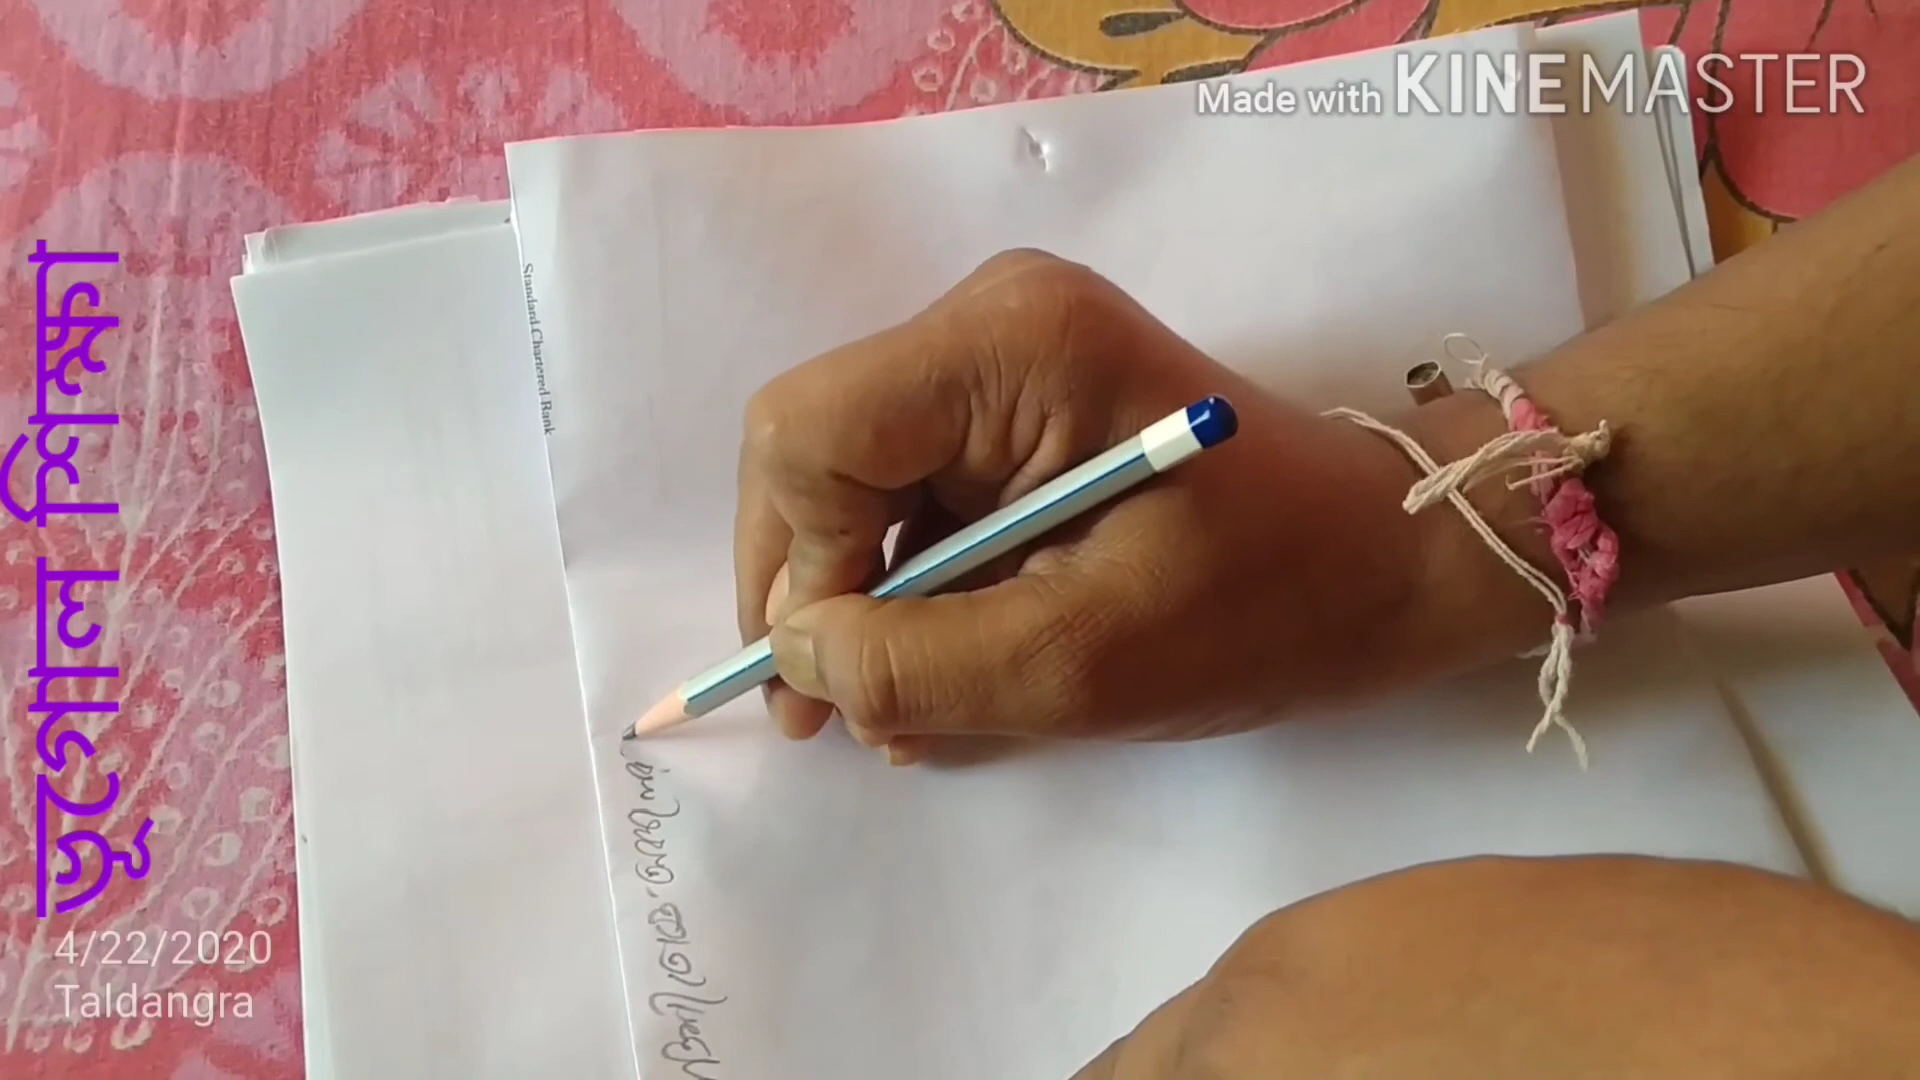 Made with KINEMASTER
Standard Chartered Bank
ভূগোল শিক্ষা
4/22/2020
Taldangra